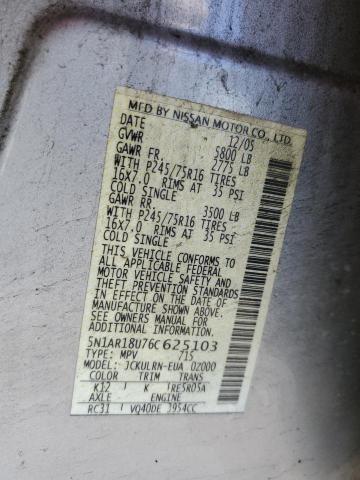 MFD BY NISSAN MOTOR CO., LTD.
DATE 12/05
GVWR 5800 LB
GAWR FR. 2775 LB
WITH P245/75R16 TIRES
16X7.0 RIMS AT 35 PSI
COLD SINGLE
GAWR RR. 3500 LB
WITH P245/75R16 TIRES
16X7.0 RIMS AT 35 PSI
COLD SINGLE
THIS VEHICLE CONFORMS TO
ALL APPLICABLE FEDERAL
MOTOR VEHICLE SAFETY AND
THEFT PREVENTION STANDARDS
IN EFFECT ON THE DATE OF
MANUFACTURE SHOWN ABOVE.
SEE OWNERS MANUAL FOR
ADDITIONAL INFORMATION.
5N1AR18U76C625103
TYPE: MPV 715
MODEL: JCKULRN-EUA 02000
COLOR TRIM TRANS
K12 K RE5R05A
AXLE ENGINE
RC31 VQ40DE 3954CC